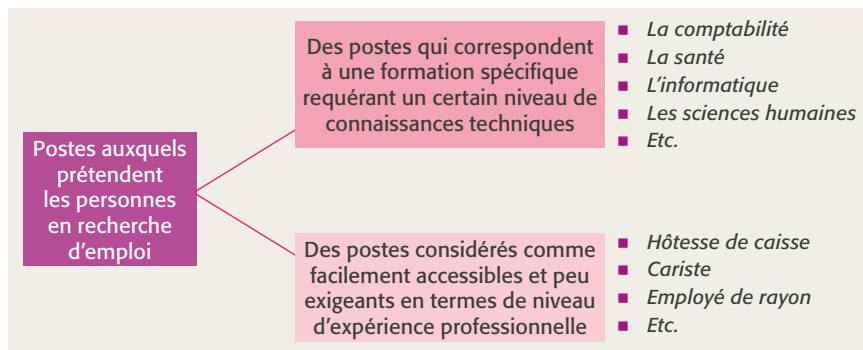 Postes auxquels
prétendent
les personnes
en recherche
d'emploi
Des postes qui correspondent
à une formation spécifique
requérant un certain niveau de
connaissances techniques
■ La comptabilité
■ La santé
■ L'informatique
■ Les sciences humaines
■ Etc.
Des postes considérés comme
facilement accessibles et peu
exigeants en termes de niveau
d'expérience professionnelle
■ Hôtesse de caisse
■ Cariste
■ Employé de rayon
■ Etc.